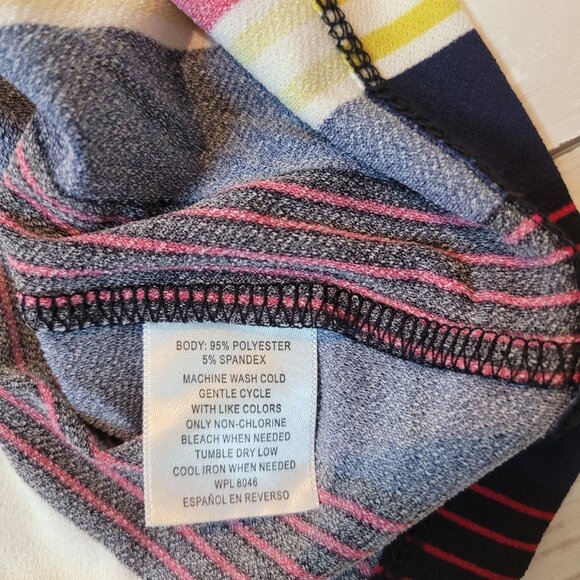 BODY: 95% POLYESTER
5% SPANDEX
MACHINE WASH COLD
GENTLE CYCLE
WITH LIKE COLORS
ONLY NON-CHLORINE
BLEACH WHEN NEEDED
TUMBLE DRY LOW
COOL IRON WHEN NEEDED
WPL 8046
ESPAÑOL EN REVERSO